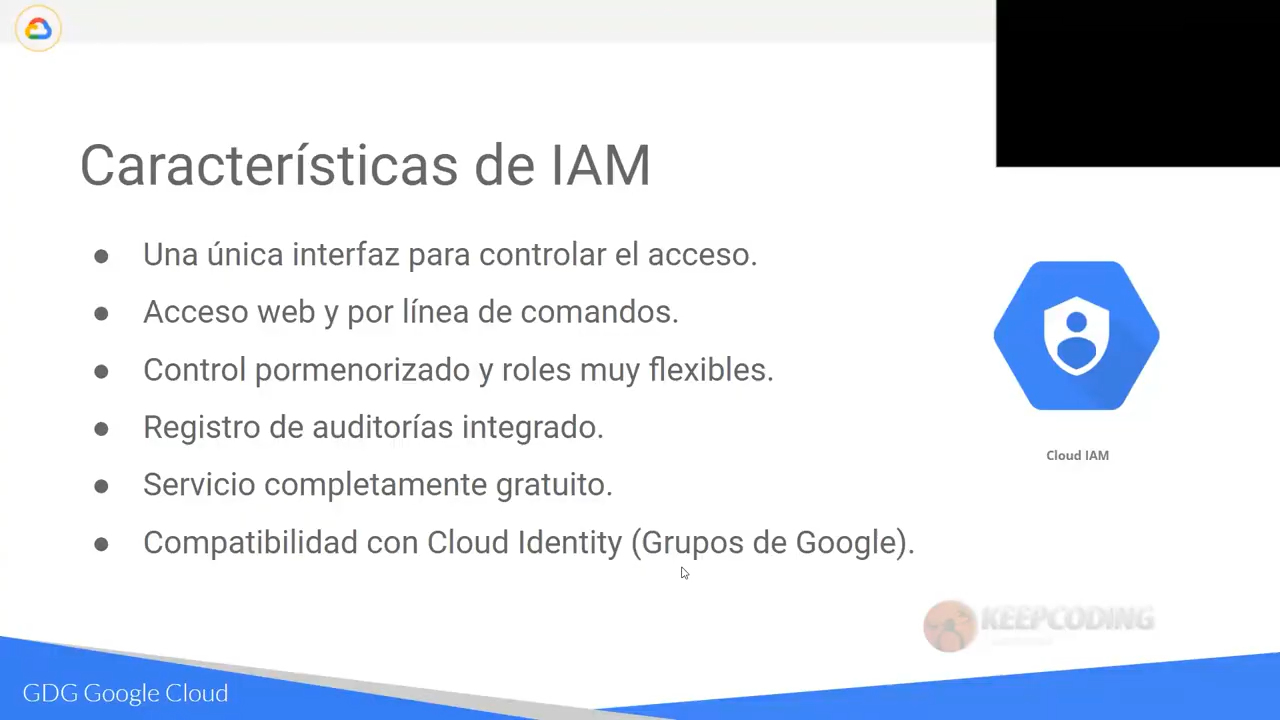 Características de IAM
● Una única interfaz para controlar el acceso.
● Acceso web y por línea de comandos.
● Control pormenorizado y roles muy flexibles.
● Registro de auditorías integrado.
● Servicio completamente gratuito.
● Compatibilidad con Cloud Identity (Grupos de Google).
Cloud IAM
KEEPCODING
GDG Google Cloud